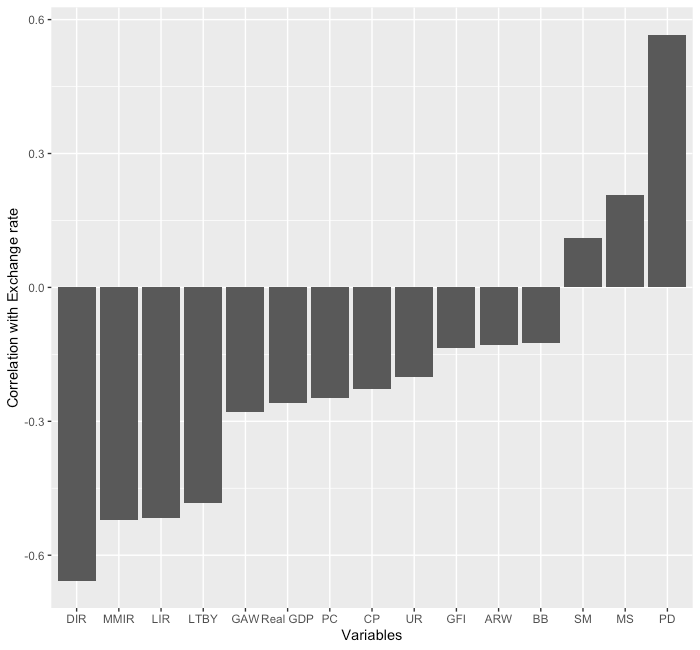 0.6
0.3
0.0
-0.3
-0.6
Correlation with Exchange rate
DIR MMIR LIR LTBY GAW Real GDP PC CP UR GFI ARW BB SM MS PD
Variables